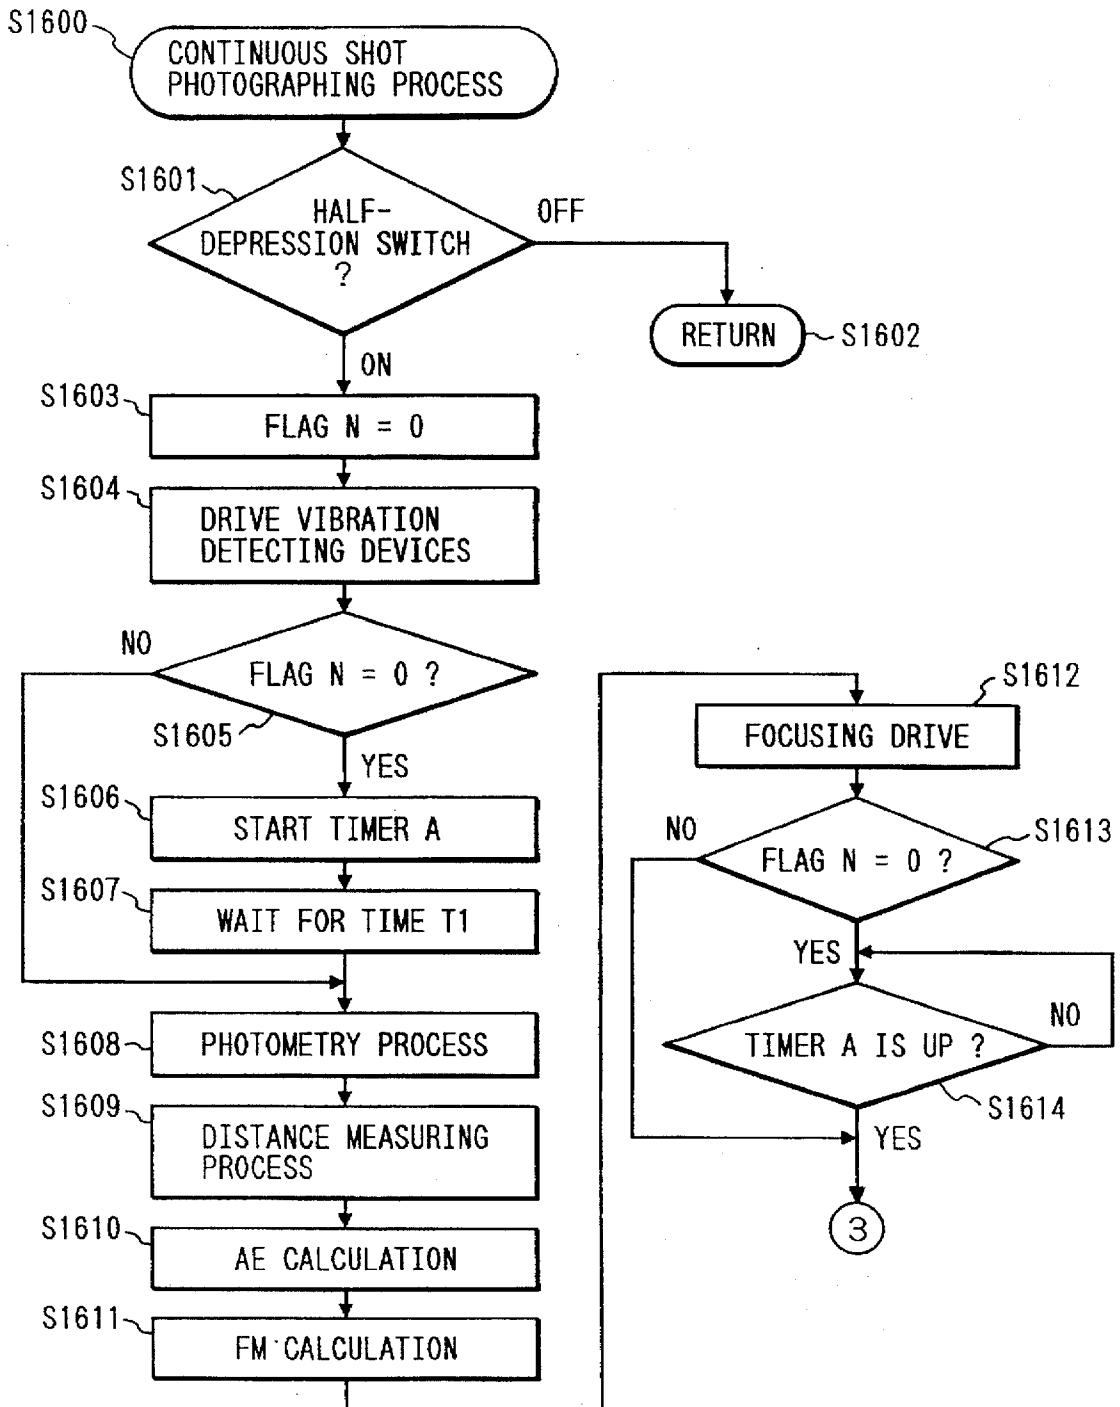 S1600
CONTINUOUS SHOT
PHOTOGRAPHING PROCESS
S1601
HALF-
DEPRESSION SWITCH
?
OFF
RETURN
S1602
ON
S1603
FLAG N = 0
S1604
DRIVE VIBRATION
DETECTING DEVICES
NO
FLAG N = 0 ?
S1605
YES
S1606
START TIMER A
S1607
WAIT FOR TIME T1
S1608
PHOTOMETRY PROCESS
S1609
DISTANCE MEASURING
PROCESS
S1610
AE CALCULATION
S1611
FM CALCULATION
S1612
FOCUSING DRIVE
NO
S1613
FLAG N = 0 ?
YES
NO
TIMER A IS UP ?
S1614
YES
3